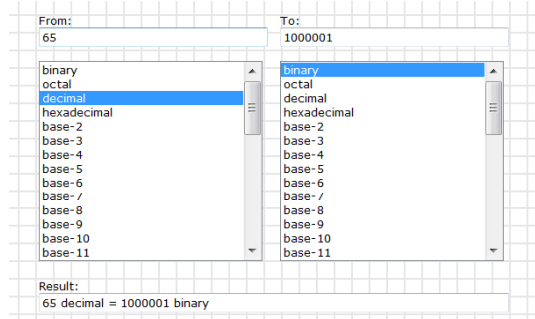 From: To:
65 1000001
binary binary
octal octal
decimal decimal
hexadecimal hexadecimal
base-2 base-2
base-3 base-3
base-4 base-4
base-5 base-5
base-6 base-6
base-7 base-7
base-8 base-8
base-9 base-9
base-10 base-10
base-11 base-11
Result:
65 decimal = 1000001 binary